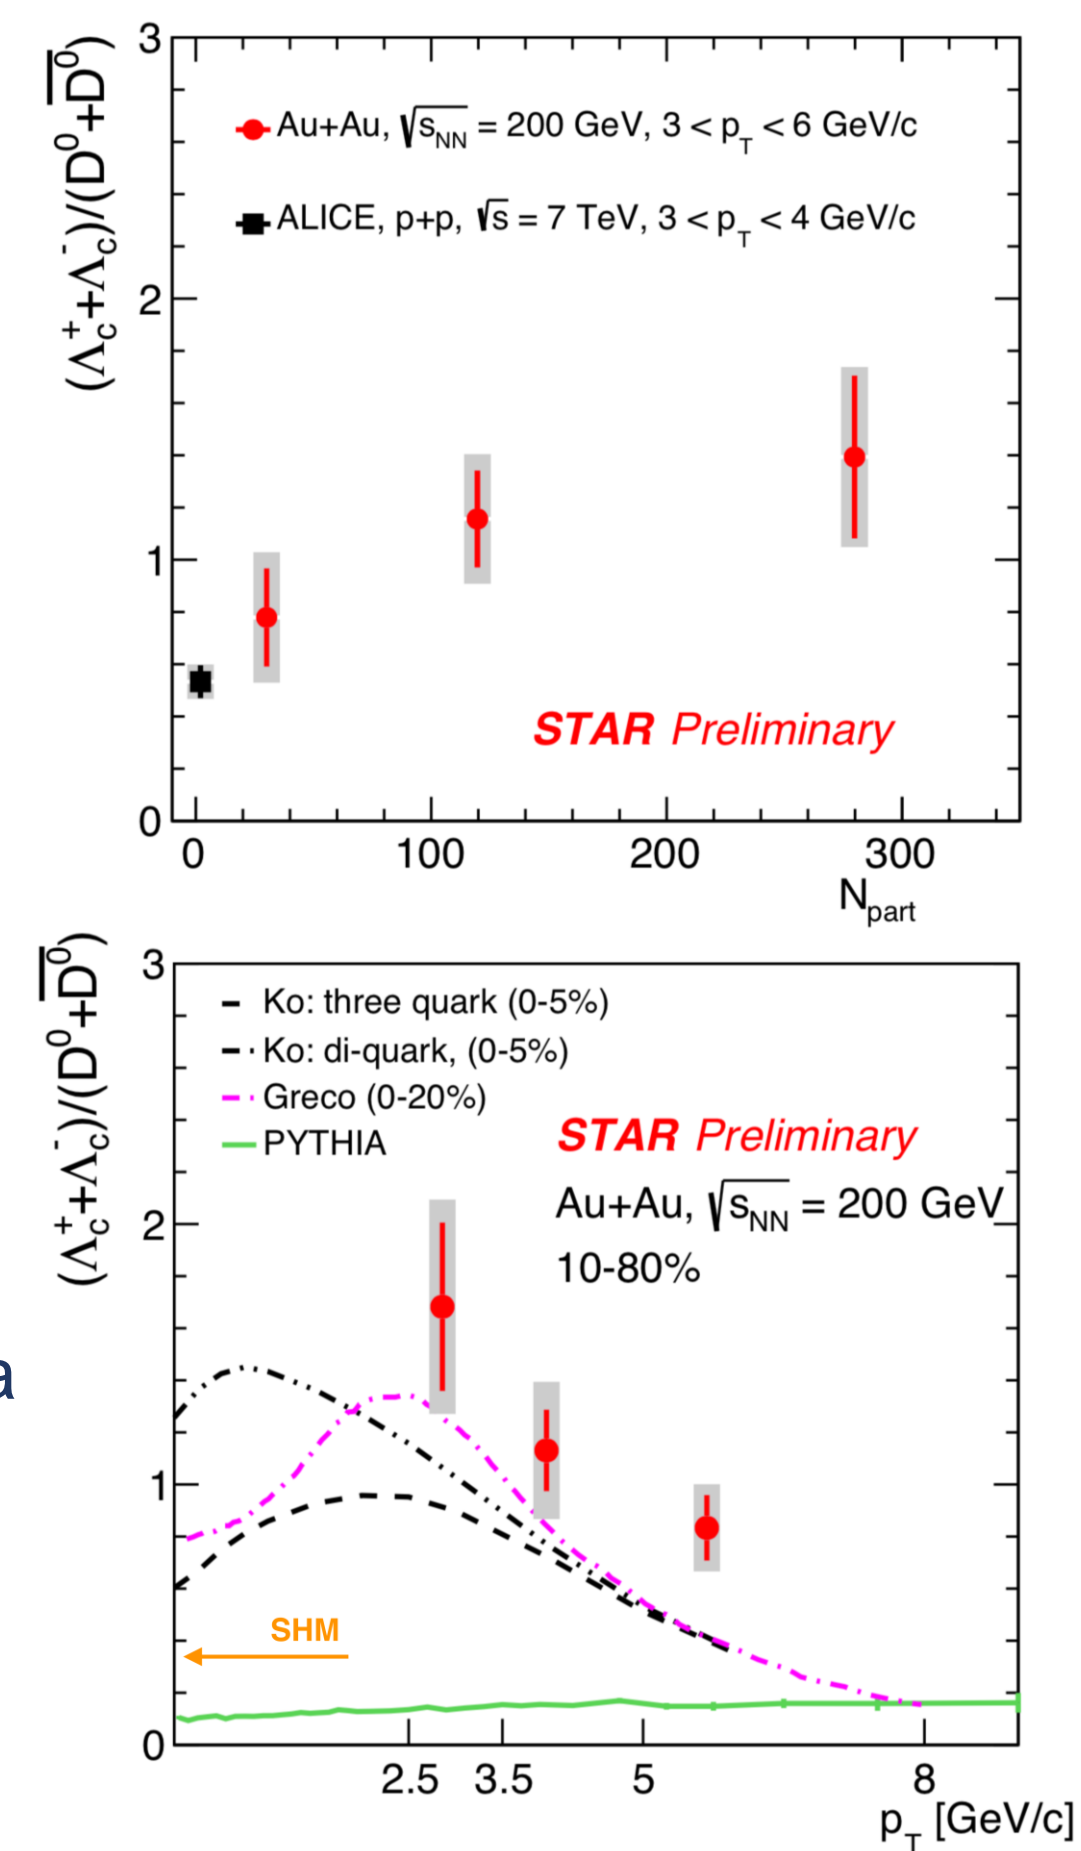 (Λc⁺+Λc⁻)/(D⁰+D̅⁰)
3
2
1
0
Au+Au, √sNN = 200 GeV, 3 < pT < 6 GeV/c
ALICE, p+p, √s = 7 TeV, 3 < pT < 4 GeV/c
STAR Preliminary
0 100 200 300
Npart
(Λc⁺+Λc⁻)/(D⁰+D̅⁰)
3
2
1
0
Ko: three quark (0-5%)
Ko: di-quark, (0-5%)
Greco (0-20%)
PYTHIA
STAR Preliminary
Au+Au, √sNN = 200 GeV
10-80%
a
SHM
2.5 3.5 5 8
pT [GeV/c]